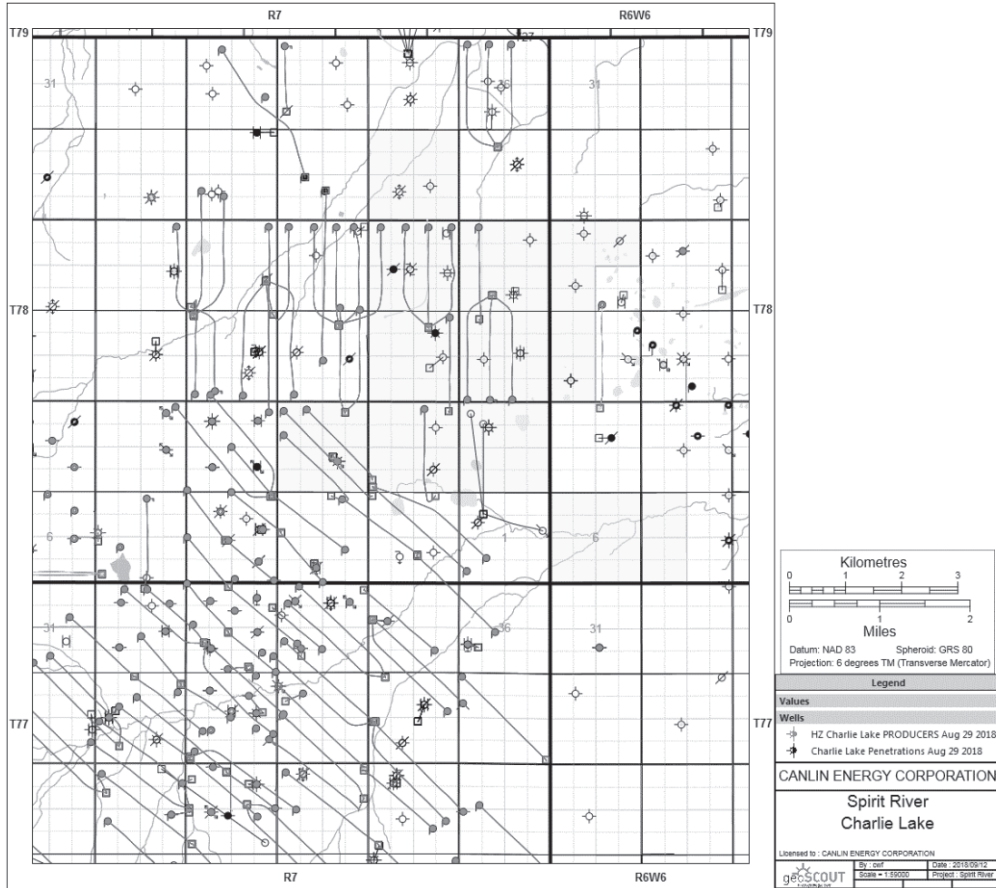 R7 R6W6
T79 T79
31 36 31
T78 T78
6 1 6
31 36 31
T77 T77
R7 R6W6
Kilometres
0 1 2 3
0 1 2
Miles
Datum: NAD 83 Spheroid: GRS 80
Projection: 6 degrees TM (Transverse Mercator)
Legend
Values
Wells
HZ Charlie Lake PRODUCERS Aug 29 2018
Charlie Lake Penetrations Aug 29 2018
CANLIN ENERGY CORPORATION
Spirit River
Charlie Lake
Licensed to : CANLIN ENERGY CORPORATION
geoSCOUT
By : cwf Date : 2018/09/12
Scale = 1:59000 Project : Spirit River